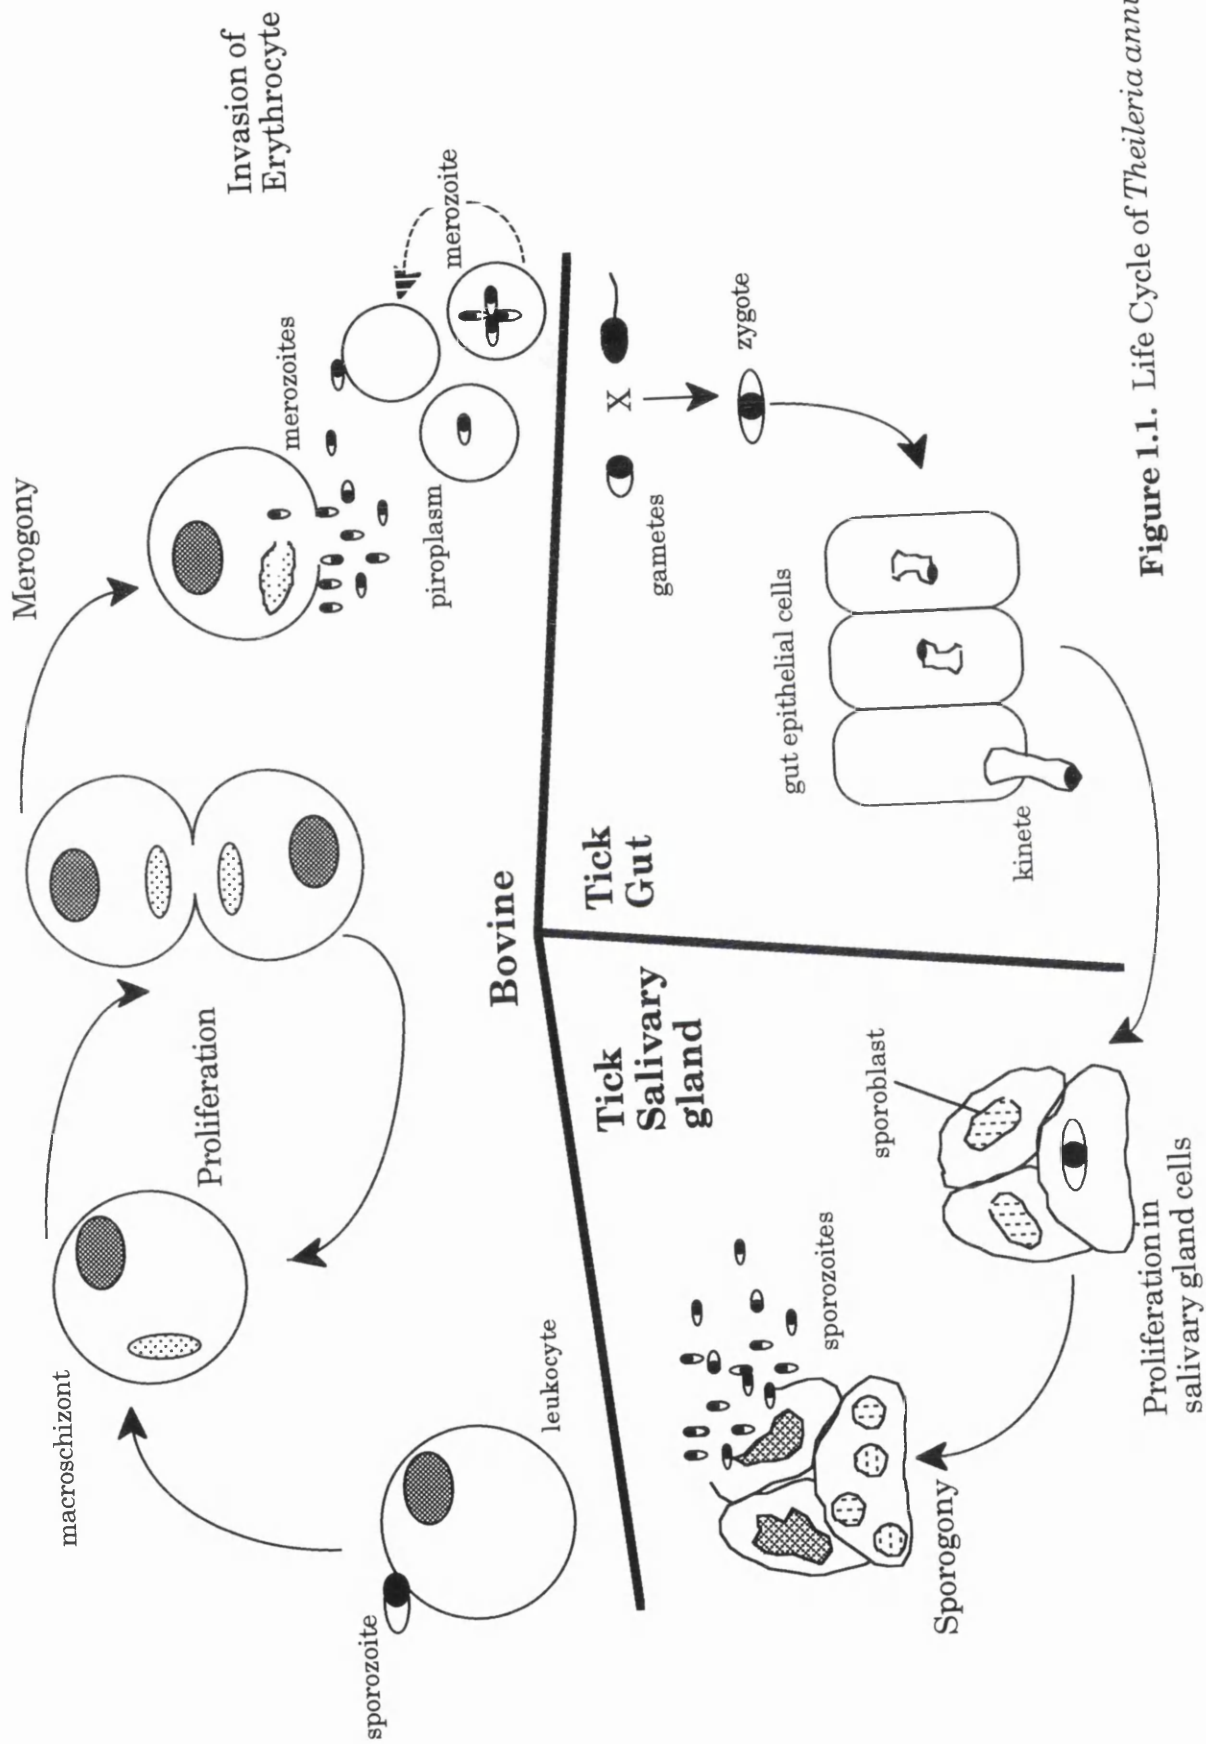 sporozoite
leukocyte
macroschizont
Proliferation
Merogony
merozoites
piroplasm
merozoite
Invasion of
Erythrocyte
Bovine
Tick
Gut
gametes
X
zygote
gut epithelial cells
kinete
Tick
Salivary
gland
sporoblast
Proliferation in
salivary gland cells
Sporogony
sporozoites
Figure 1.1. Life Cycle of Theileria